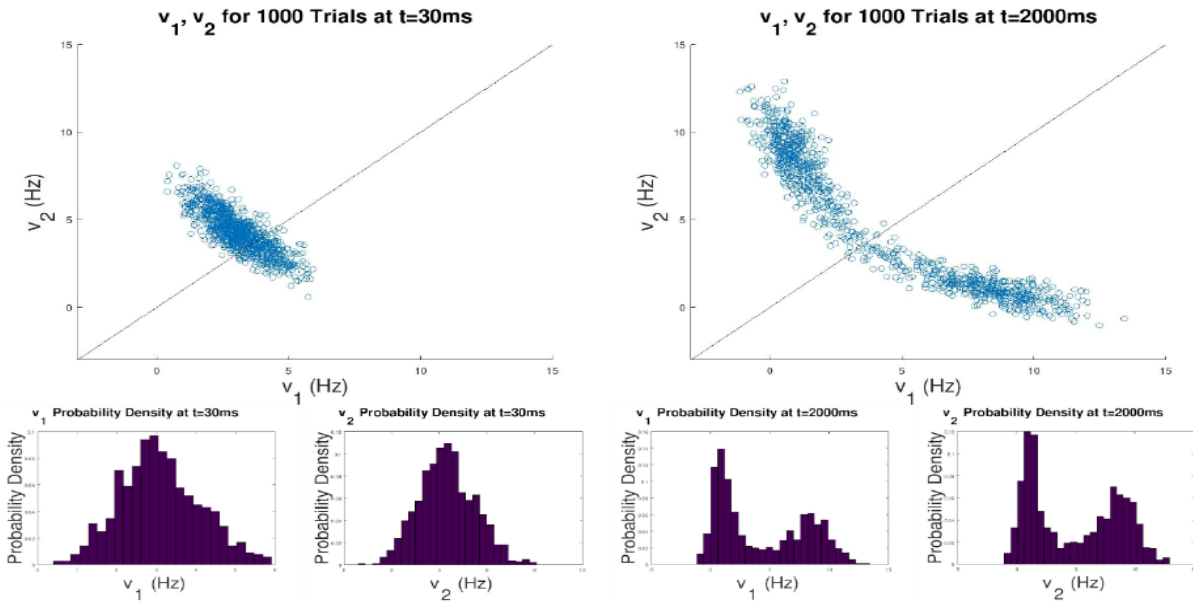 v1, v2 for 1000 Trials at t=30ms
15
10
5
0
v2 (Hz)
0
5
10
15
v1 (Hz)
v1, v2 for 1000 Trials at t=2000ms
15
10
5
0
v2 (Hz)
0
5
10
15
v1 (Hz)
v1 Probability Density at t=30ms
Probability Density
v1 (Hz)
v2 Probability Density at t=30ms
Probability Density
v2 (Hz)
v1 Probability Density at t=2000ms
Probability Density
v1 (Hz)
v2 Probability Density at t=2000ms
Probability Density
v2 (Hz)